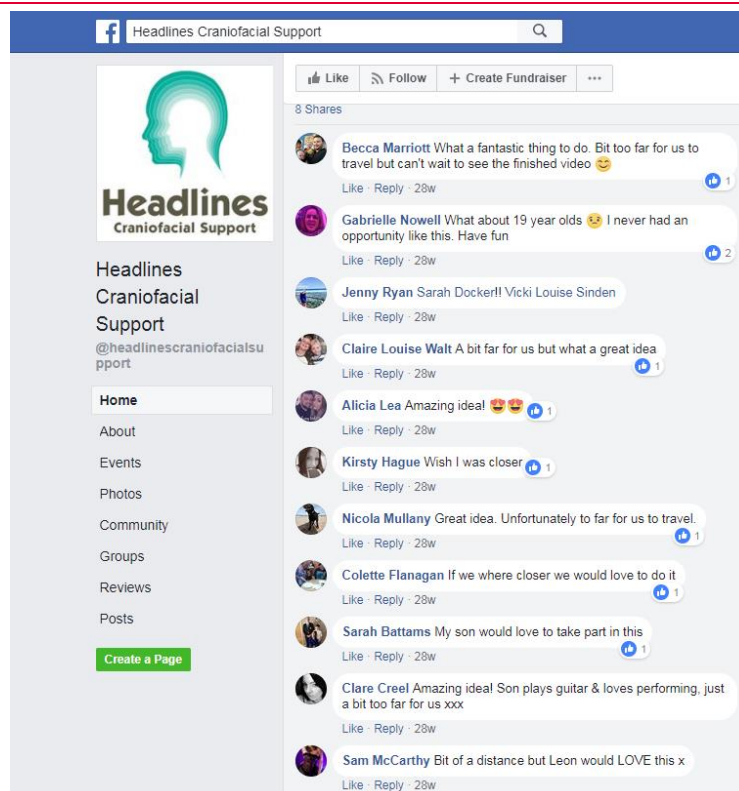 Headlines Craniofacial Support
Like
Follow
+ Create Fundraiser
...
Headlines
Craniofacial Support
Headlines
Craniofacial
Support
@headlinescraniofacialsu
pport
Home
About
Events
Photos
Community
Groups
Reviews
Posts
Create a Page
8 Shares
Becca Marriott What a fantastic thing to do. Bit too far for us to
travel but can't wait to see the finished video 😊
1
Like · Reply · 28w
Gabrielle Nowell What about 19 year olds 😉 I never had an
opportunity like this. Have fun
2
Like · Reply · 28w
Jenny Ryan Sarah Docker!! Vicki Louise Sinden
Like · Reply · 28w
Claire Louise Walt A bit far for us but what a great idea
1
Like · Reply · 28w
Alicia Lea Amazing idea! 😍😍
1
Like · Reply · 28w
Kirsty Hague Wish I was closer
1
Like · Reply · 28w
Nicola Mullany Great idea. Unfortunately to far for us to travel.
1
Like · Reply · 28w
Colette Flanagan If we where closer we would love to do it
1
Like · Reply · 28w
Sarah Battams My son would love to take part in this
1
Like · Reply · 28w
Clare Creel Amazing idea! Son plays guitar & loves performing, just
a bit too far for us xxx
Like · Reply · 28w
Sam McCarthy Bit of a distance but Leon would LOVE this x
Like · Reply · 28w